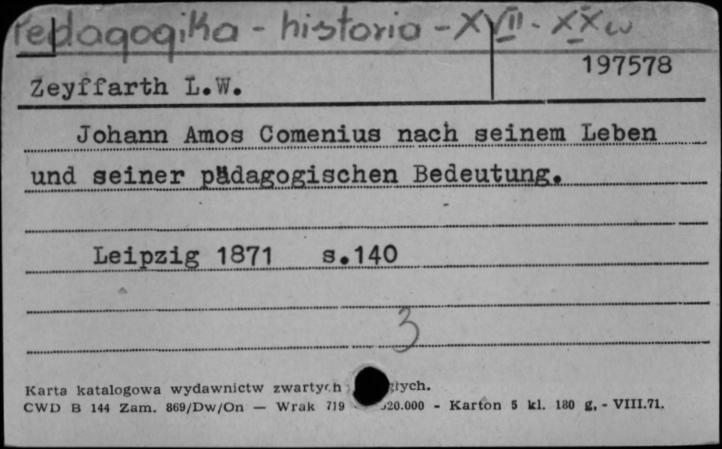 Pedagogika - historia - XVII - XX w
197578
Zeyffarth L.W.
Johann Amos Comenius nach seinem Leben
und seiner pädagogischen Bedeutung.
Leipzig 1871 s.140
3
Karta katalogowa wydawnictw zwartych
CWD B 144 Zam. 869/Dw/On — Wrak 719 20.000 - Karton 5 kl. 180 g, - VIII.71.